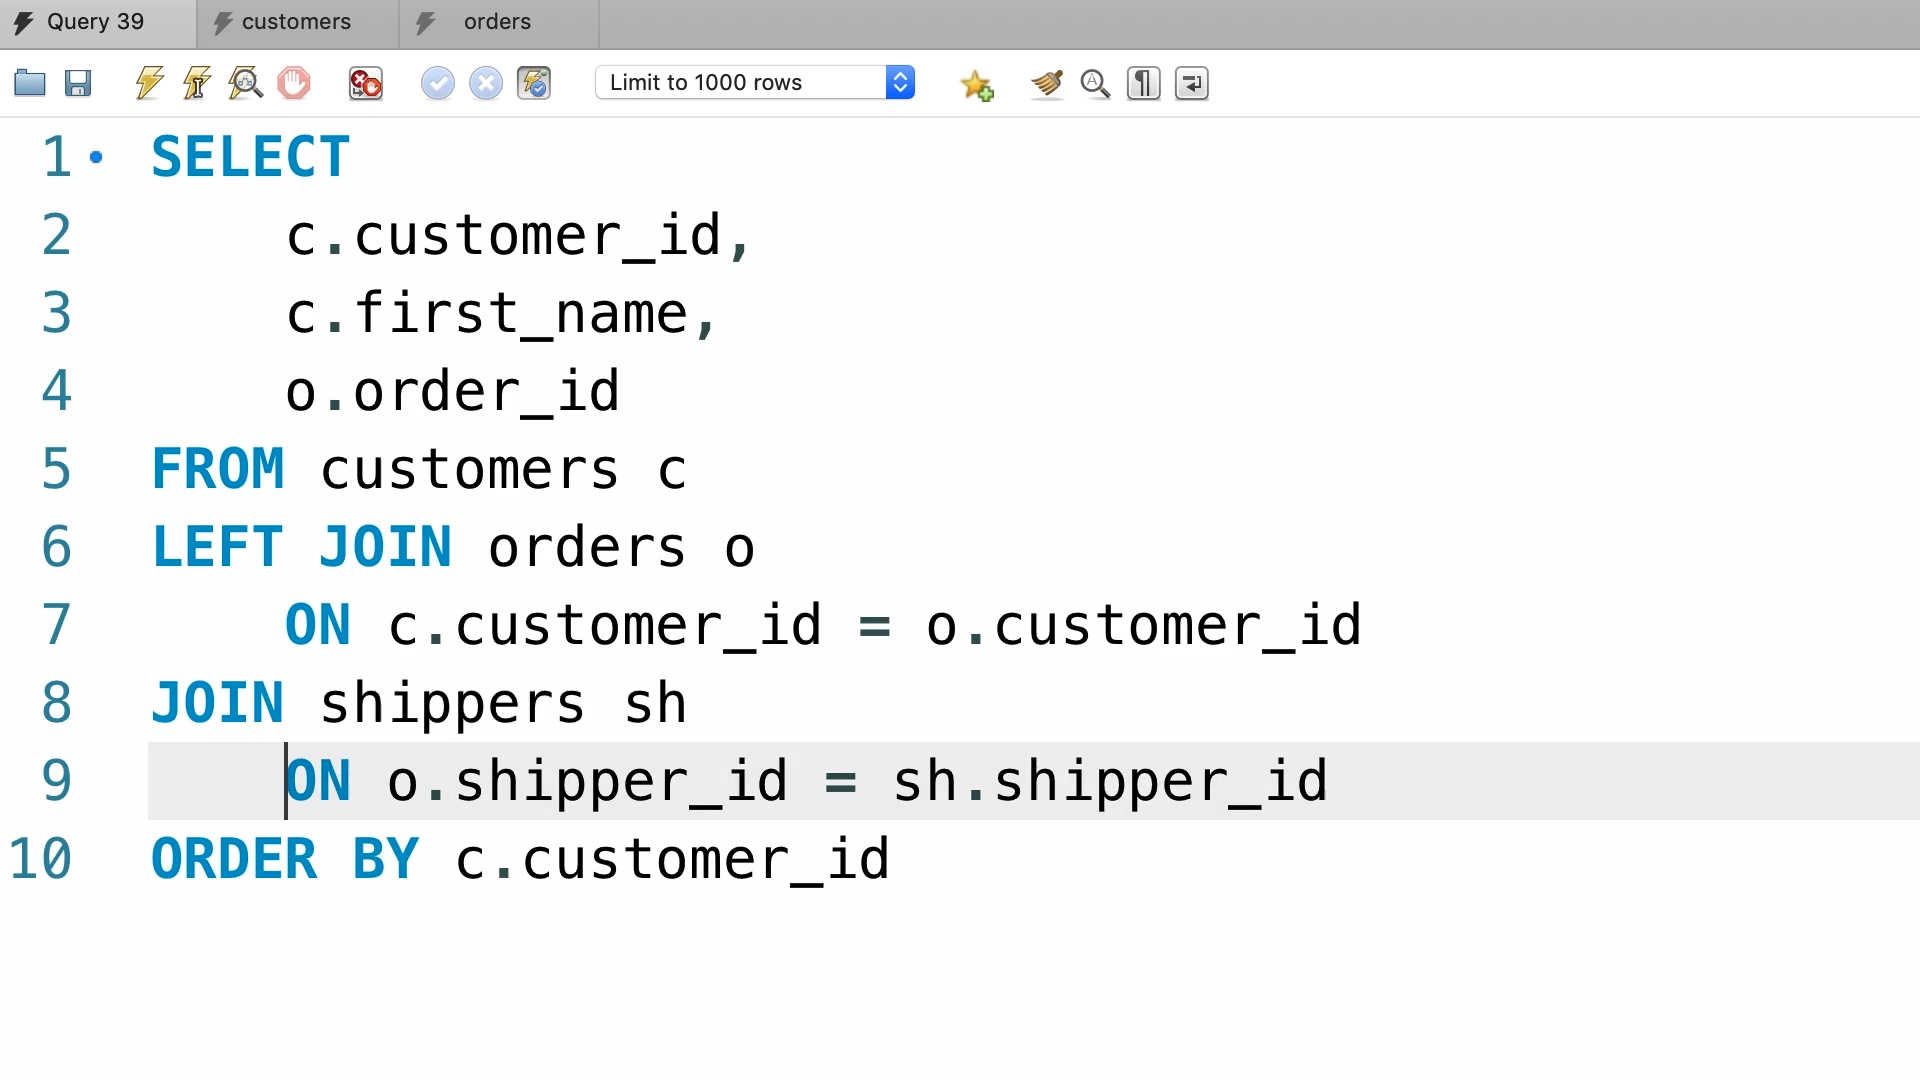 Query 39 customers orders
Limit to 1000 rows
1 SELECT
2 c.customer_id,
3 c.first_name,
4 o.order_id
5 FROM customers c
6 LEFT JOIN orders o
7 ON c.customer_id = o.customer_id
8 JOIN shippers sh
9 ON o.shipper_id = sh.shipper_id
10 ORDER BY c.customer_id